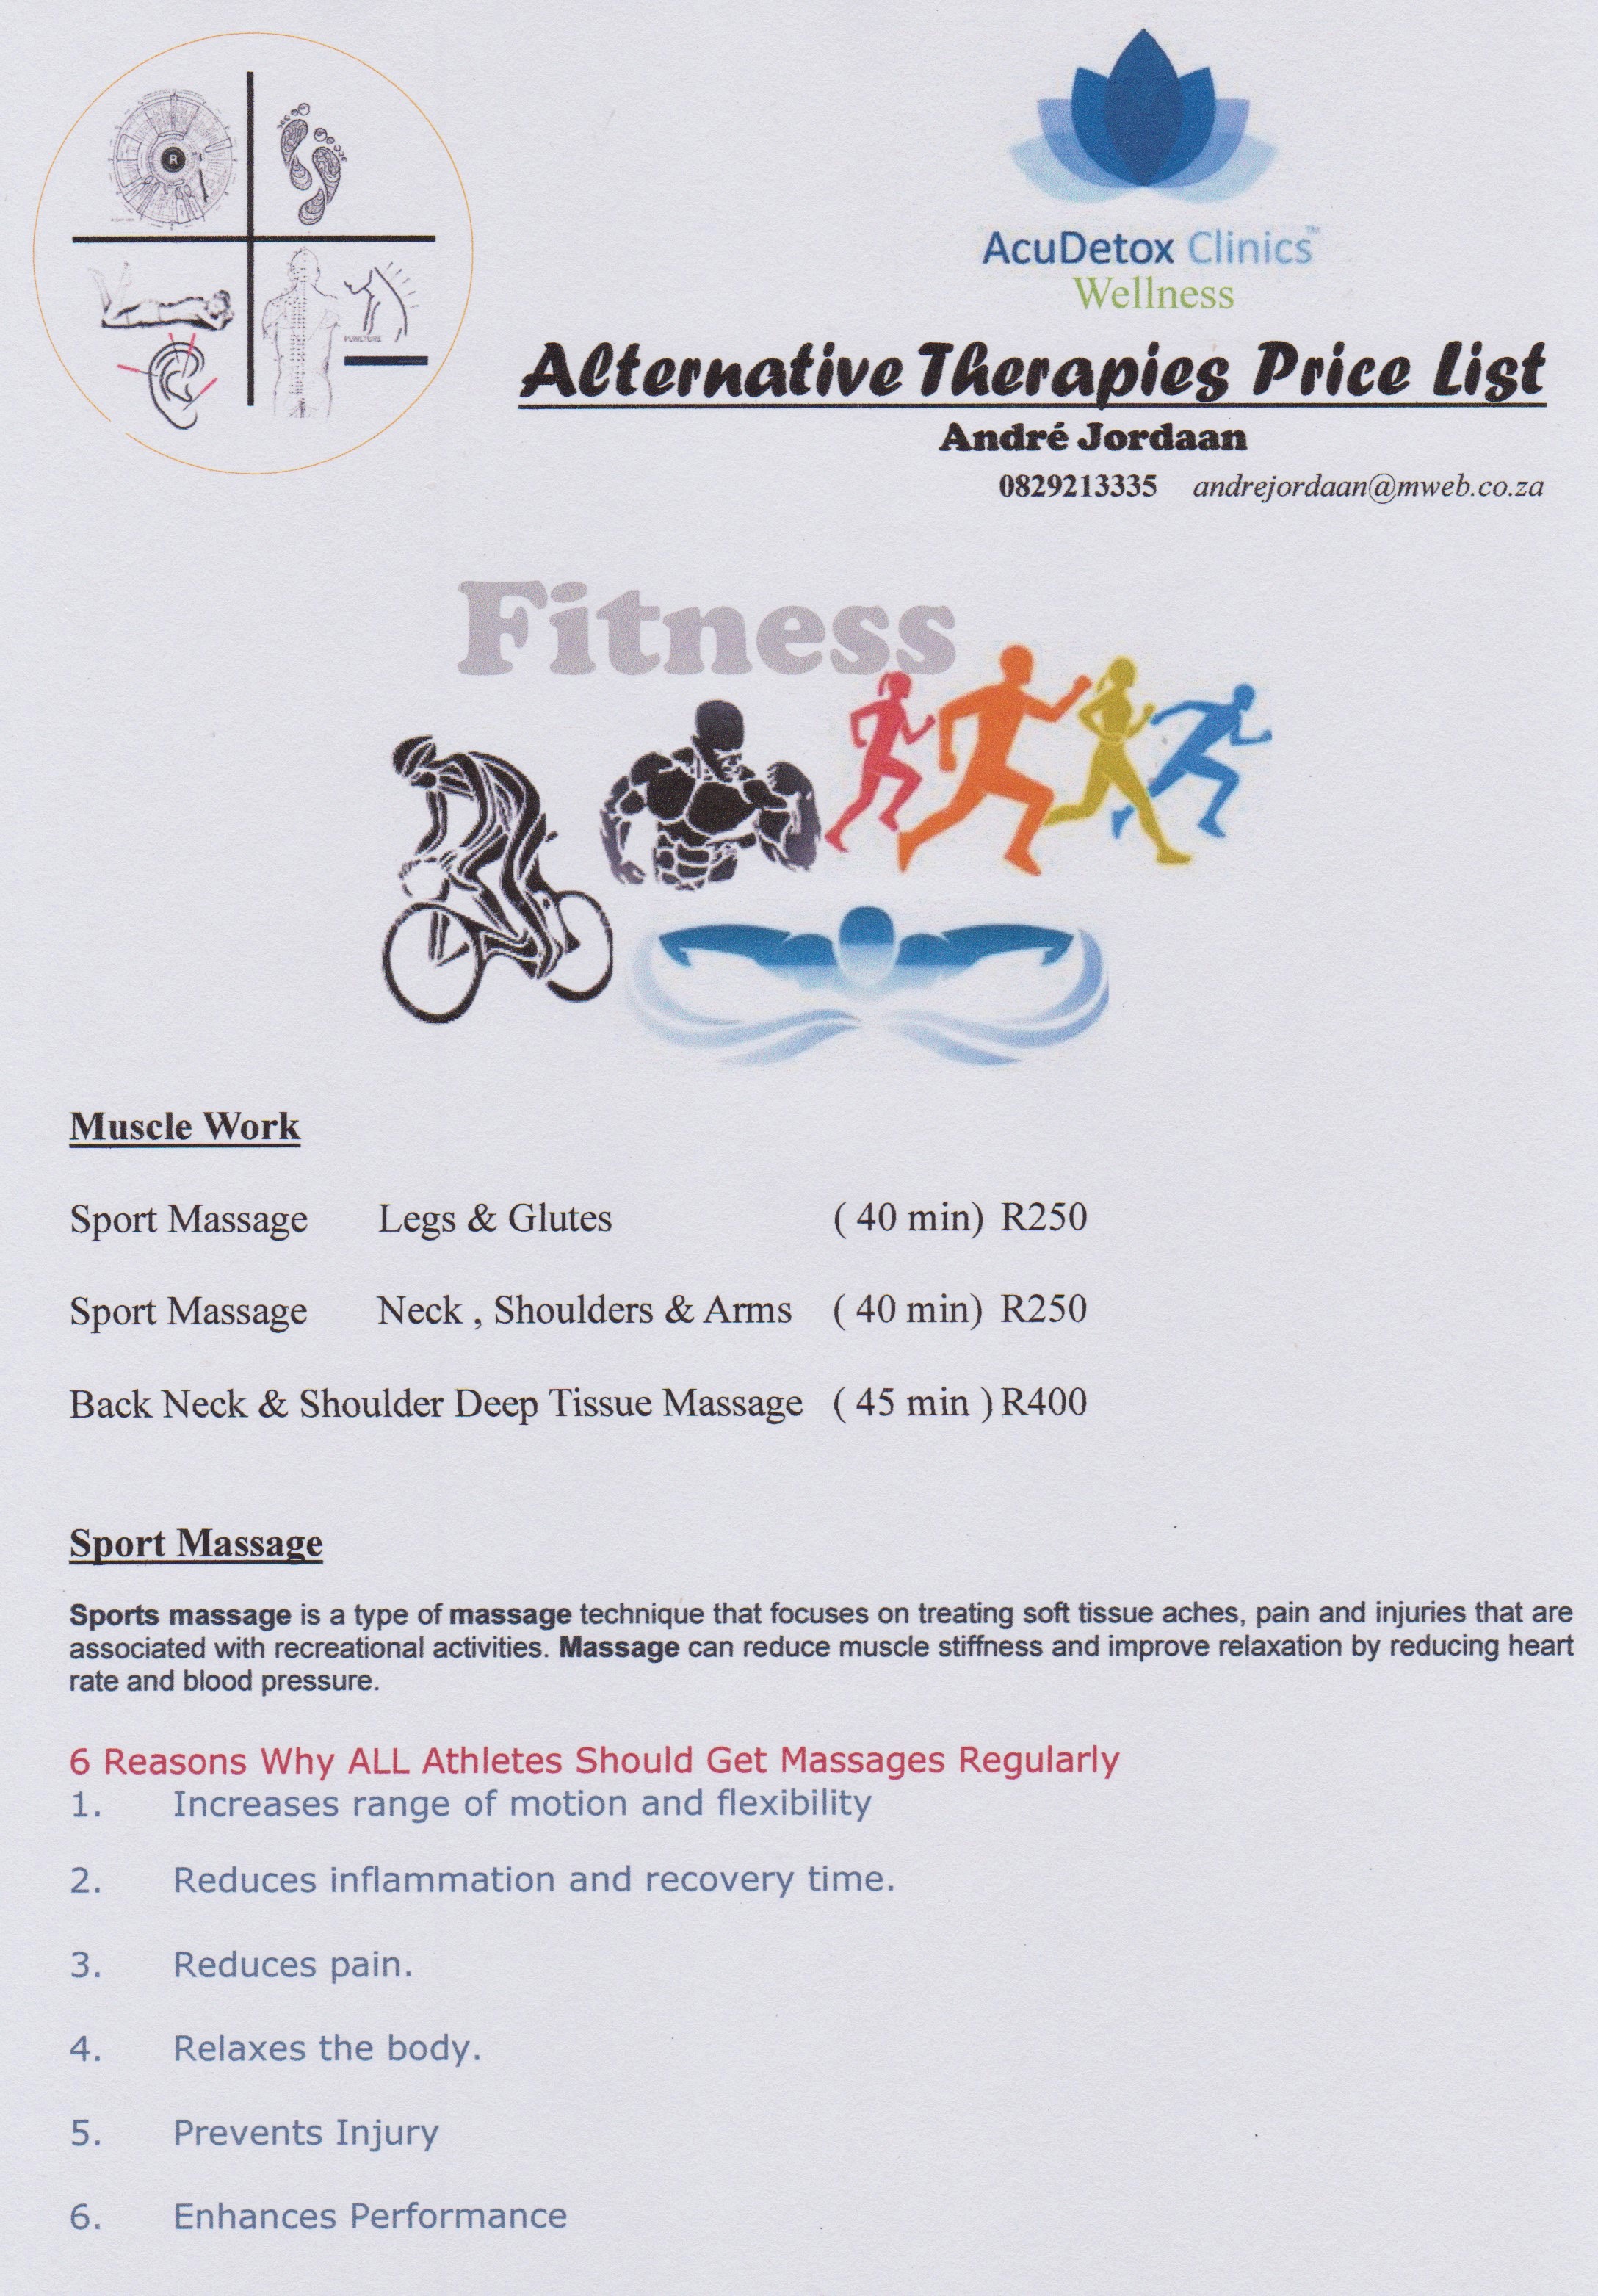 R
PUNCTURE
AcuDetox Clinics™
Wellness
Alternative Therapies Price List
André Jordaan
0829213335 andrejordaan@mweb.co.za
Fitness
Muscle Work
Sport Massage Legs & Glutes ( 40 min) R250
Sport Massage Neck , Shoulders & Arms ( 40 min) R250
Back Neck & Shoulder Deep Tissue Massage ( 45 min ) R400
Sport Massage
Sports massage is a type of massage technique that focuses on treating soft tissue aches, pain and injuries that are
associated with recreational activities. Massage can reduce muscle stiffness and improve relaxation by reducing heart
rate and blood pressure.
6 Reasons Why ALL Athletes Should Get Massages Regularly
1. Increases range of motion and flexibility
2. Reduces inflammation and recovery time.
3. Reduces pain.
4. Relaxes the body.
5. Prevents Injury
6. Enhances Performance